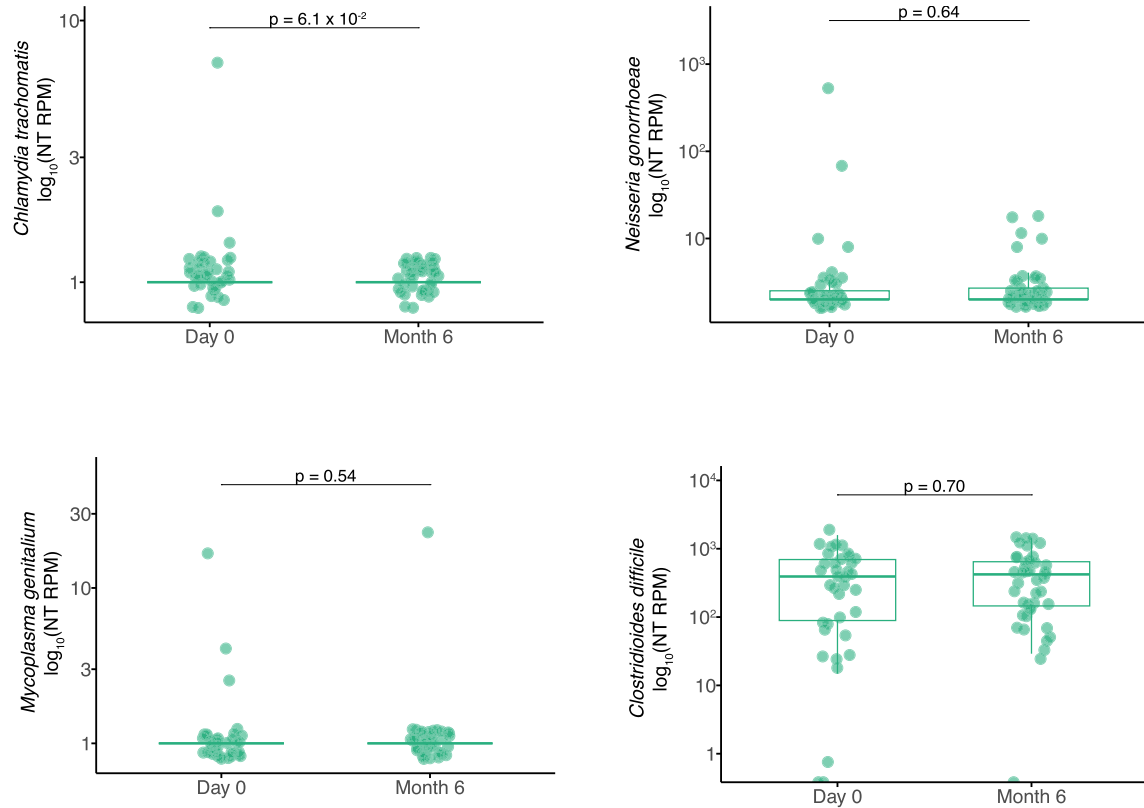 10
p = 6.1 x 10⁻²
Chlamydia trachomatis
log₁₀(NT RPM)
3
1
Day 0
Month 6
p = 0.64
Neisseria gonorrhoeae
log₁₀(NT RPM)
10³
10²
10
Day 0
Month 6
p = 0.54
Mycoplasma genitalium
log₁₀(NT RPM)
30
10
3
1
Day 0
Month 6
p = 0.70
Clostridioides difficile
log₁₀(NT RPM)
10⁴
10³
10²
10
1
Day 0
Month 6